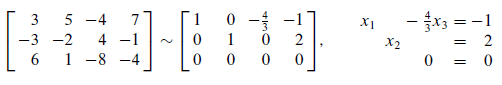 [ 3 5 −4 7 ; −3 −2 4 −1 ; 6 1 −8 −4 ] ~ [ 1 0 −4/3 −1 ; 0 1 0 2 ; 0 0 0 0 ],
x₁ − 4/3x₃ = −1
x₂ = 2
0 = 0